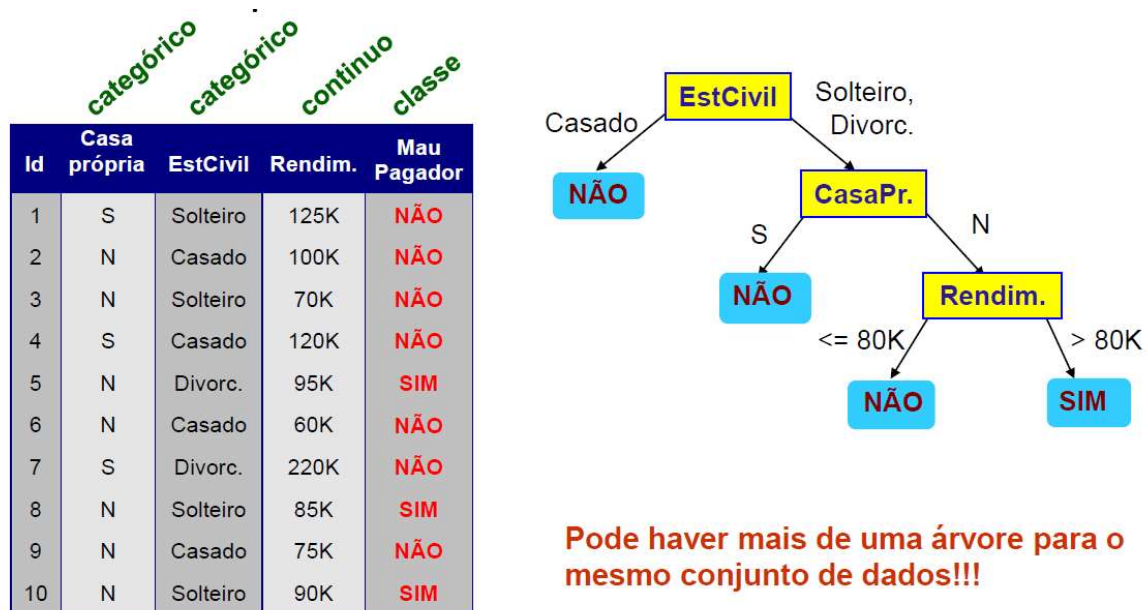 categórico
categórico
continuo
classe
Id Casa própria EstCivil Rendim. Mau Pagador
1 S Solteiro 125K NÃO
2 N Casado 100K NÃO
3 N Solteiro 70K NÃO
4 S Casado 120K NÃO
5 N Divorc. 95K SIM
6 N Casado 60K NÃO
7 S Divorc. 220K NÃO
8 N Solteiro 85K SIM
9 N Casado 75K NÃO
10 N Solteiro 90K SIM
EstCivil
Casado
Solteiro,
Divorc.
NÃO
CasaPr.
S
N
NÃO
Rendim.
<= 80K
> 80K
NÃO
SIM
Pode haver mais de uma árvore para o
mesmo conjunto de dados!!!